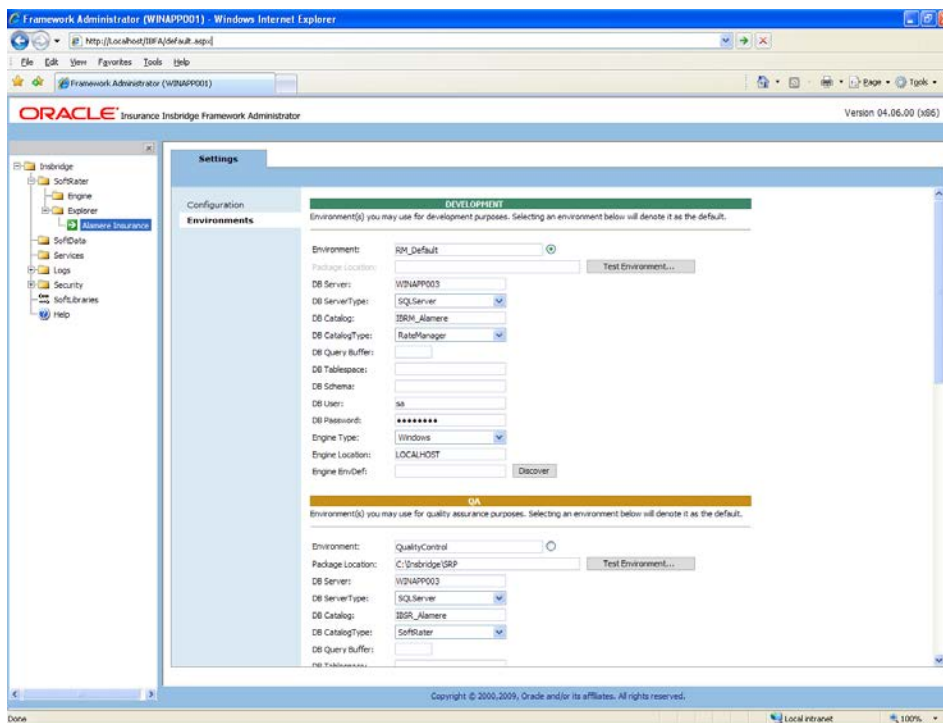 Framework Administrator (WINAPP001) - Windows Internet Explorer
http://Localhost/IBFA/default.aspx
File Edit View Favorites Tools Help
Framework Administrator (WINAPP001)
Page Tools
ORACLE Insurance Insbridge Framework Administrator
Version 04.06.00 (x86)
Insbridge
SoftRater
Engine
Explorer
Alamere Insurance
SoftData
Services
Logs
Security
SoftLibraries
Help
Settings
Configuration
Environments
DEVELOPMENT
Environment(s) you may use for development purposes. Selecting an environment below will denote it as the default.
Environment: RM_Default
Package Location: Test Environment...
DB Server: WINAPP003
DB ServerType: SQLServer
DB Catalog: IBRM_Alamere
DB CatalogType: RateManager
DB Query Buffer:
DB Tablespace:
DB Schema:
DB User: sa
DB Password: ••••••••
Engine Type: Windows
Engine Location: LOCALHOST
Engine EnvDef: Discover
QA
Environment(s) you may use for quality assurance purposes. Selecting an environment below will denote it as the default.
Environment: QualityControl
Package Location: C:\Insbridge\SRP Test Environment...
DB Server: WINAPP003
DB ServerType: SQLServer
DB Catalog: IBSR_Alamere
DB CatalogType: SoftRater
DB Query Buffer:
DB Tablespace:
Copyright © 2000,2009, Oracle and/or its affiliates. All rights reserved.
Done
Local intranet
100%